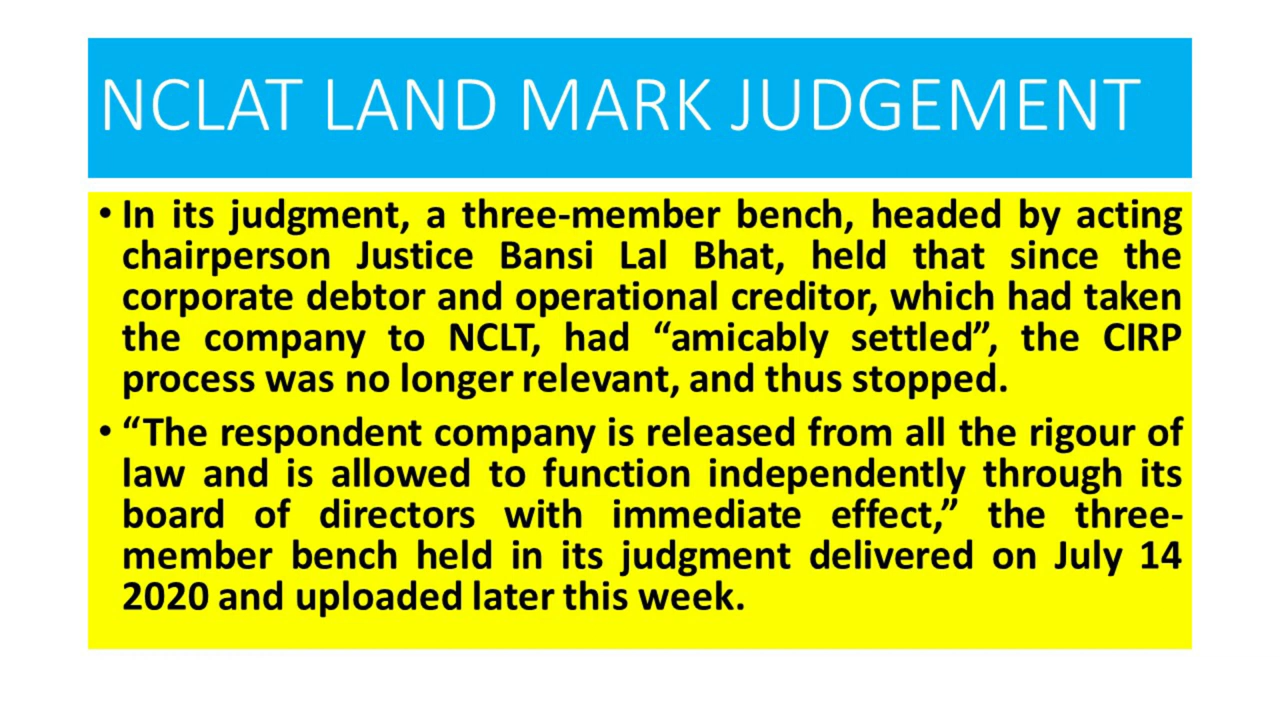 NCLAT LAND MARK JUDGEMENT
• In its judgment, a three-member bench, headed by acting
chairperson Justice Bansi Lal Bhat, held that since the
corporate debtor and operational creditor, which had taken
the company to NCLT, had “amicably settled”, the CIRP
process was no longer relevant, and thus stopped.
• “The respondent company is released from all the rigour of
law and is allowed to function independently through its
board of directors with immediate effect,” the three-
member bench held in its judgment delivered on July 14
2020 and uploaded later this week.